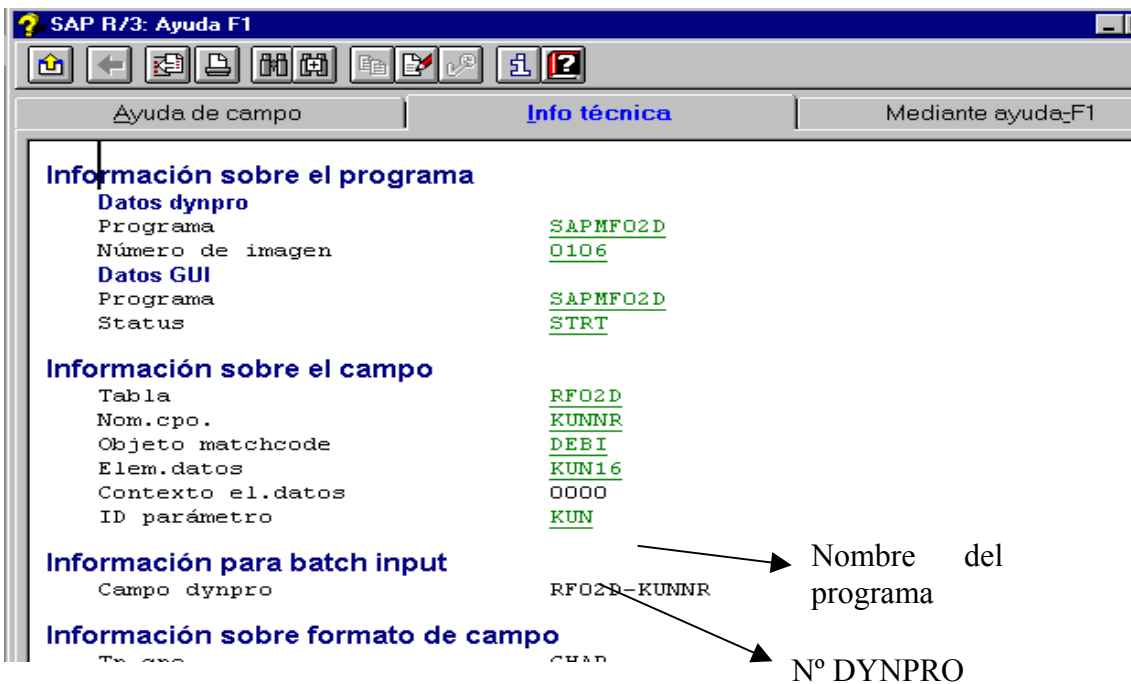 SAP R/3: Ayuda F1
Ayuda de campo Info técnica Mediante ayuda-F1
Información sobre el programa
Datos dynpro
Programa SAPMF02D
Número de imagen 0106
Datos GUI
Programa SAPMF02D
Status STRT
Información sobre el campo
Tabla RF02D
Nom.cpo. KUNNR
Objeto matchcode DEBI
Elem.datos KUN16
Contexto el.datos 0000
ID parámetro KUN
Información para batch input
Campo dynpro RF02D-KUNNR
Información sobre formato de campo
CHAR
Nombre del
programa
Nº DYNPRO